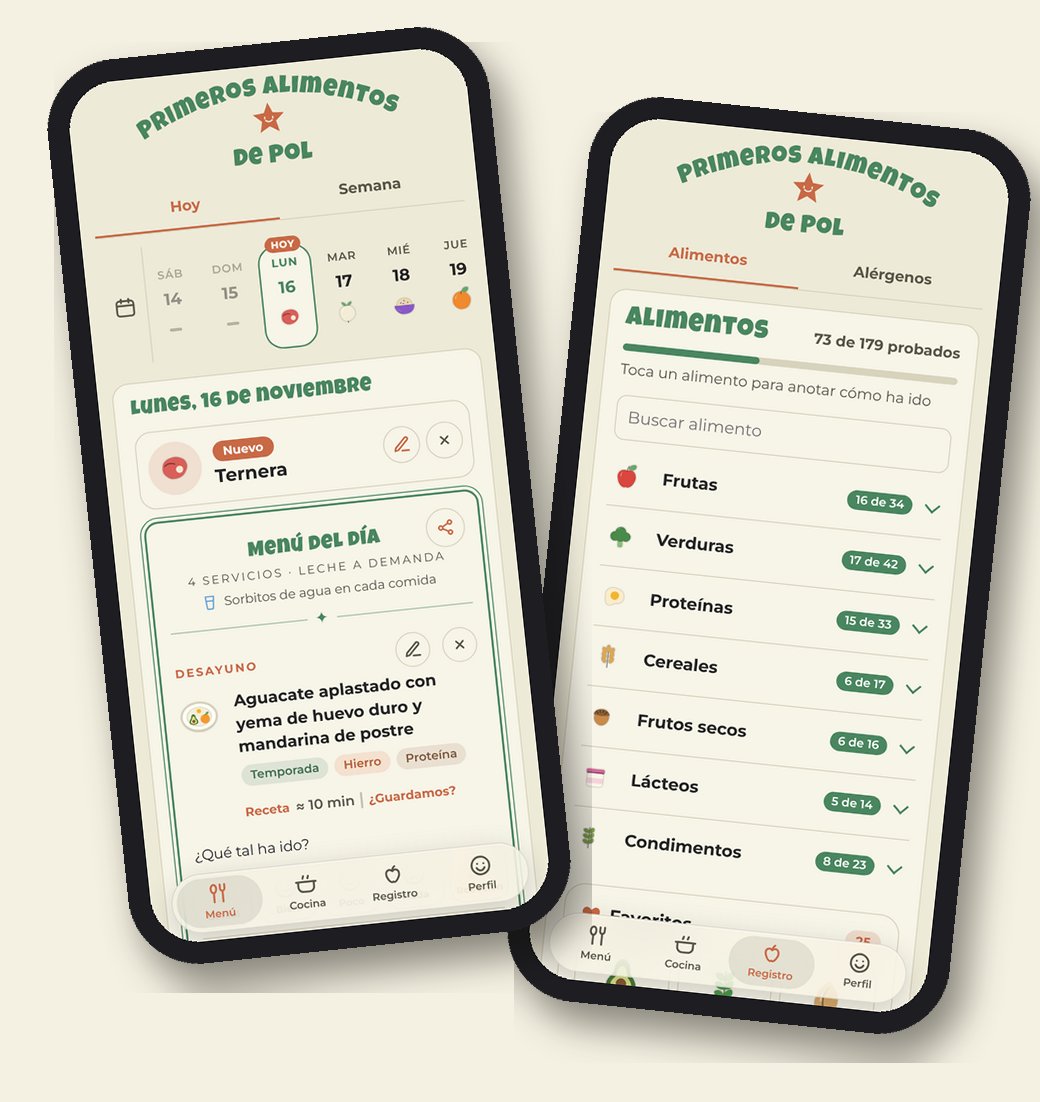 PRIMEROS ALIMENTOS
DE POL
Hoy
Semana
SÁB
14
–
DOM
15
–
HOY
LUN
16
MAR
17
MIÉ
18
JUE
19
Lunes, 16 de noviembre
Nuevo
Ternera
Menú del día
4 SERVICIOS · LECHE A DEMANDA
Sorbitos de agua en cada comida
DESAYUNO
Aguacate aplastado con
yema de huevo duro y
mandarina de postre
Temporada
Hierro
Proteína
Receta ≈ 10 min | ¿Guardamos?
¿Qué tal ha ido?
Menú
Cocina
Registro
Perfil
PRIMEROS ALIMENTOS
DE POL
Alimentos
Alérgenos
Alimentos
73 de 179 probados
Toca un alimento para anotar cómo ha ido
Buscar alimento
Frutas
16 de 34
Verduras
17 de 42
Proteínas
15 de 33
Cereales
6 de 17
Frutos secos
6 de 16
Lácteos
5 de 14
Condimentos
8 de 23
Favoritos
25
Menú
Cocina
Registro
Perfil